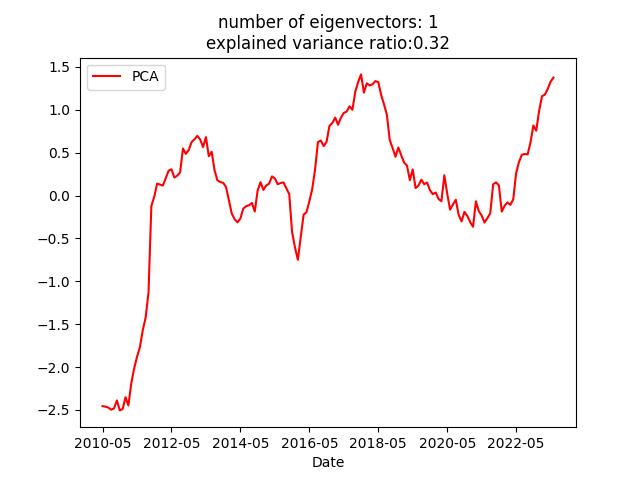 number of eigenvectors: 1
explained variance ratio:0.32
PCA
1.5
1.0
0.5
0.0
−0.5
−1.0
−1.5
−2.0
−2.5
2010-05 2012-05 2014-05 2016-05 2018-05 2020-05 2022-05
Date